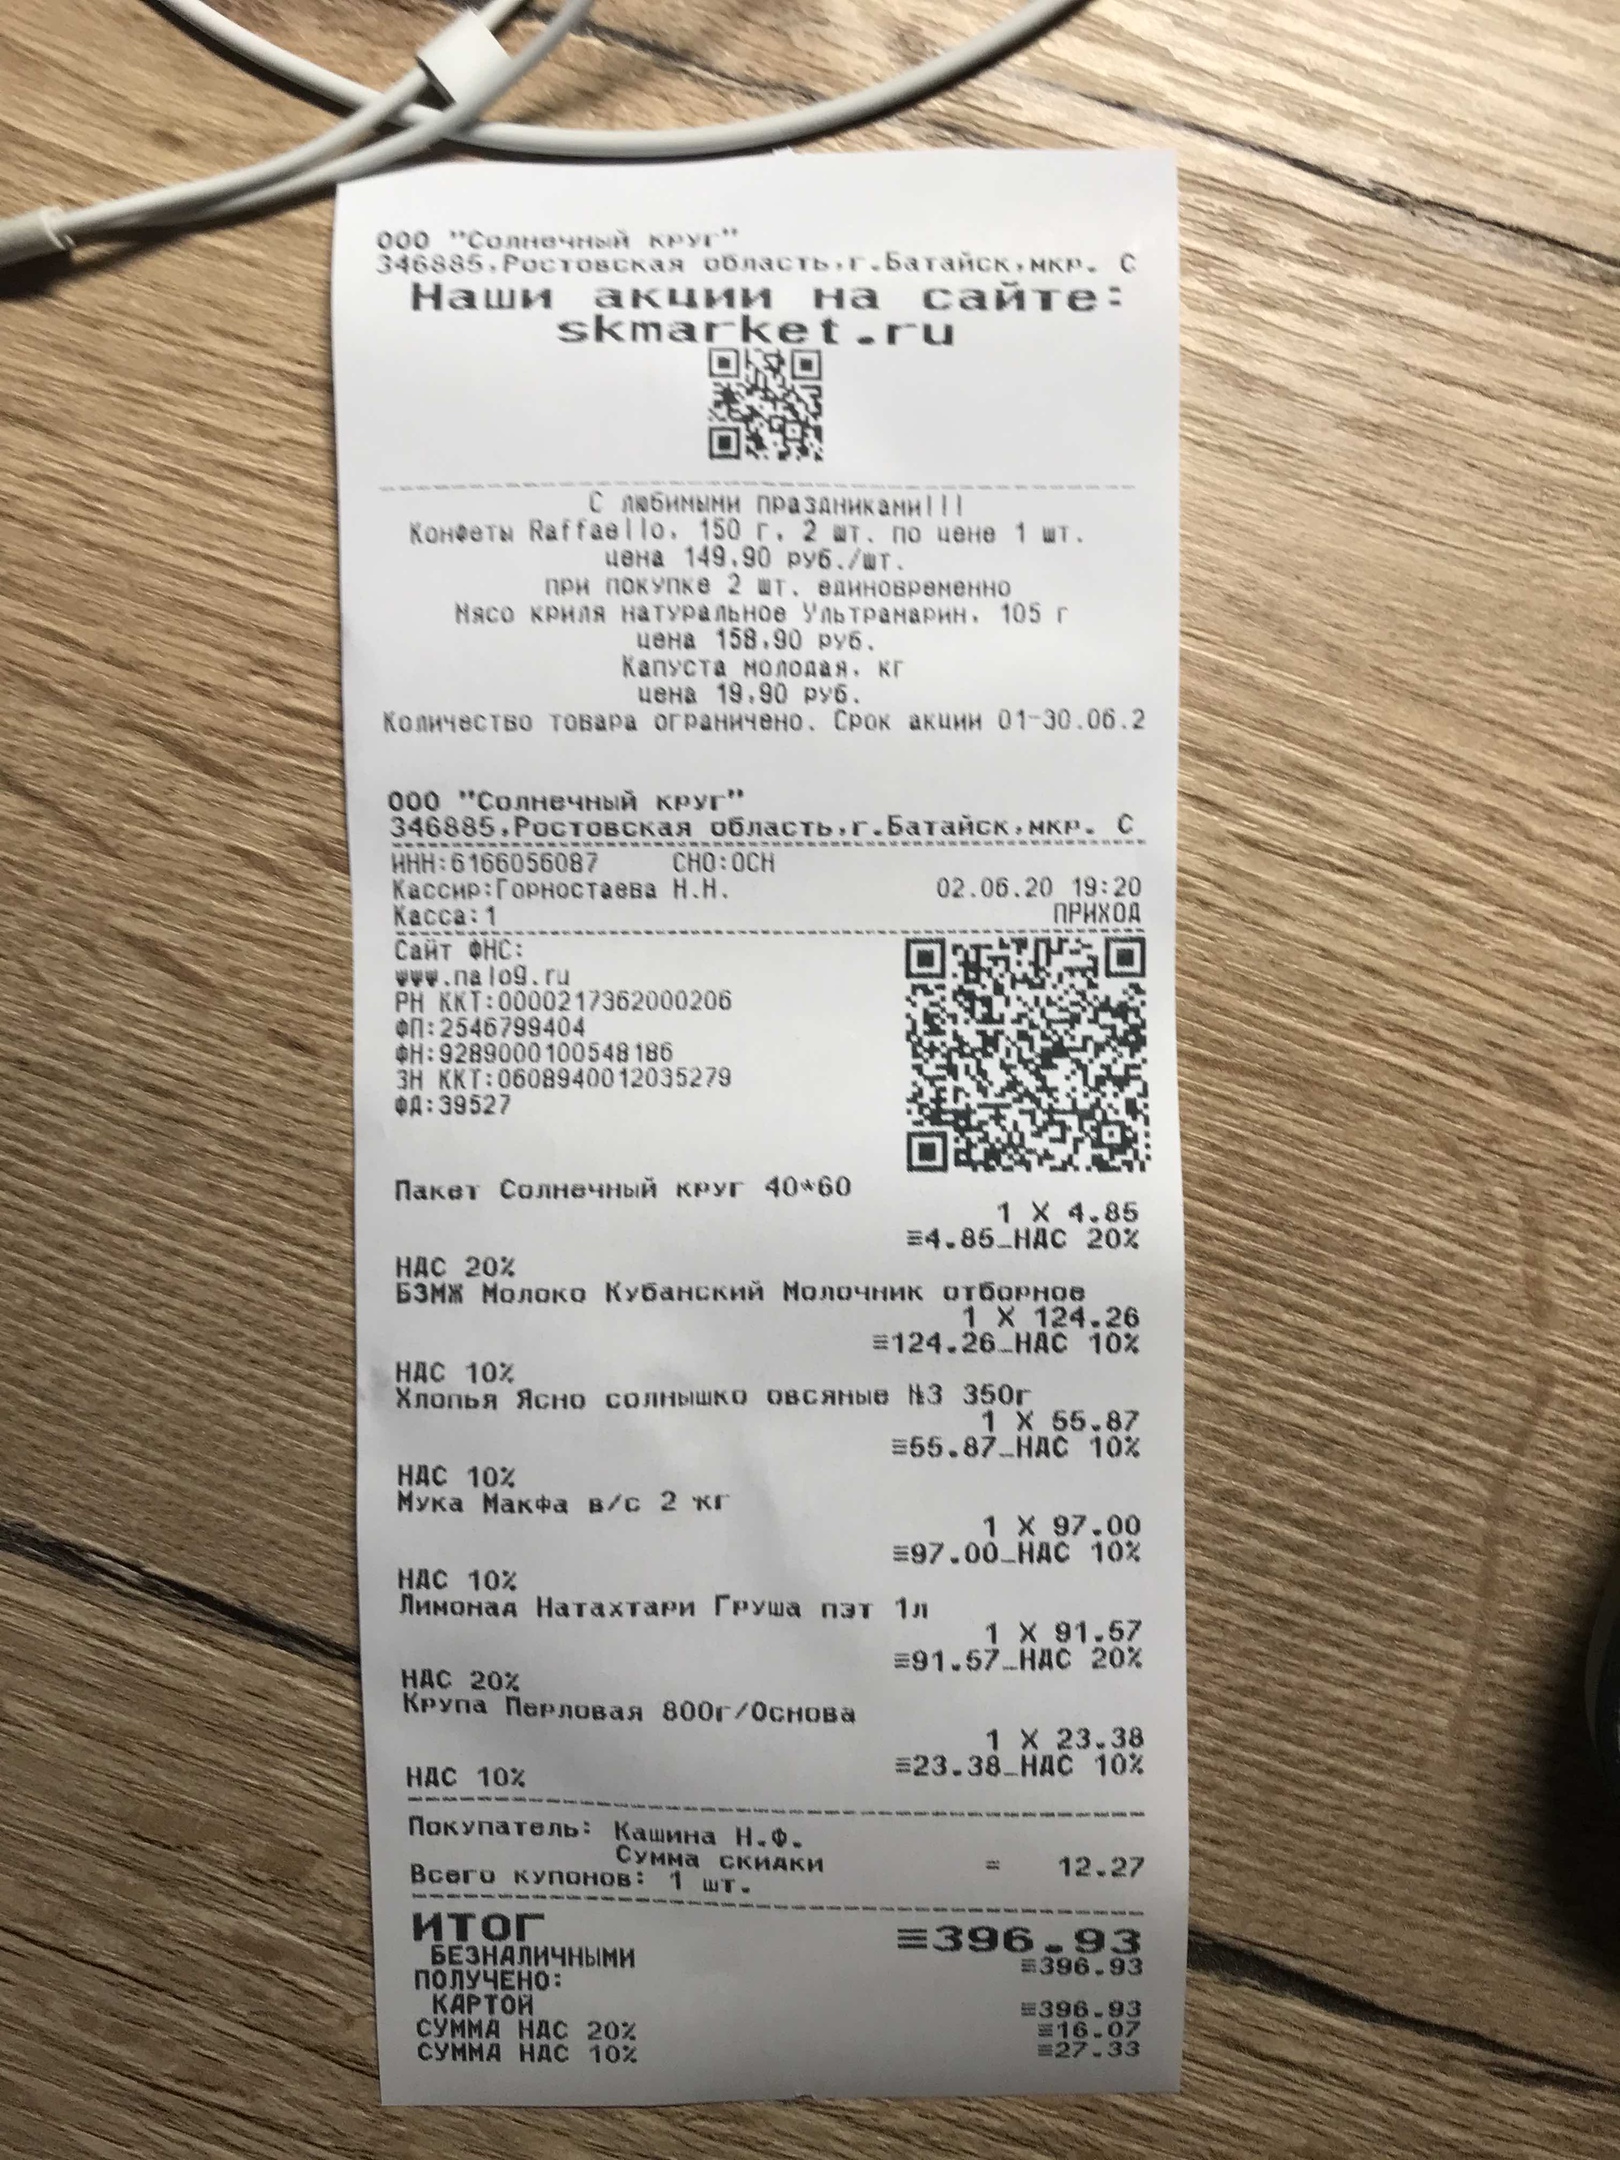 ООО "Солнечный круг"
346885,Ростовская область,г.Батайск,мкр. С
Наши акции на сайте:
skmarket.ru
С любимыми праздниками!!!
Конфеты Raffaello, 150 г, 2 шт. по цене 1 шт.
цена 149,90 руб./шт.
при покупке 2 шт. единовременно
Мясо криля натуральное Ультрамарин, 105 г
цена 158,90 руб.
Капуста молодая, кг
цена 19,90 руб.
Количество товара ограничено. Срок акции 01-30.06.2
ООО "Солнечный круг"
346885,Ростовская область,г.Батайск,мкр. С
ИНН:6166056087 СНО:ОСН
Кассир:Горностаева Н.Н. 02.06.20 19:20
Касса:1 ПРИХОД
Сайт ФНС:
www.nalog.ru
РН ККТ:0000217362000206
ФП:2546799404
ФН:9289000100548186
ЗН ККТ:0608940012035279
ФД:39527
Пакет Солнечный круг 40*60
1 X 4.85
≡4.85_НДС 20%
НДС 20%
БЗМЖ Молоко Кубанский Молочник отборное
1 X 124.26
≡124.26_НДС 10%
НДС 10%
Хлопья Ясно солнышко овсяные №3 350г
1 X 55.87
≡55.87_НДС 10%
НДС 10%
Мука Макфа в/с 2 кг
1 X 97.00
≡97.00_НДС 10%
НДС 10%
Лимонад Натахтари Груша пэт 1л
1 X 91.57
≡91.57_НДС 20%
НДС 20%
Крупа Перловая 800г/Основа
1 X 23.38
≡23.38_НДС 10%
НДС 10%
Покупатель: Кашина Н.Ф.
Сумма скидки = 12.27
Всего купонов: 1 шт.
ИТОГ ≡396.93
БЕЗНАЛИЧНЫМИ ≡396.93
ПОЛУЧЕНО:
КАРТОЙ ≡396.93
СУММА НДС 20% ≡16.07
СУММА НДС 10% ≡27.33